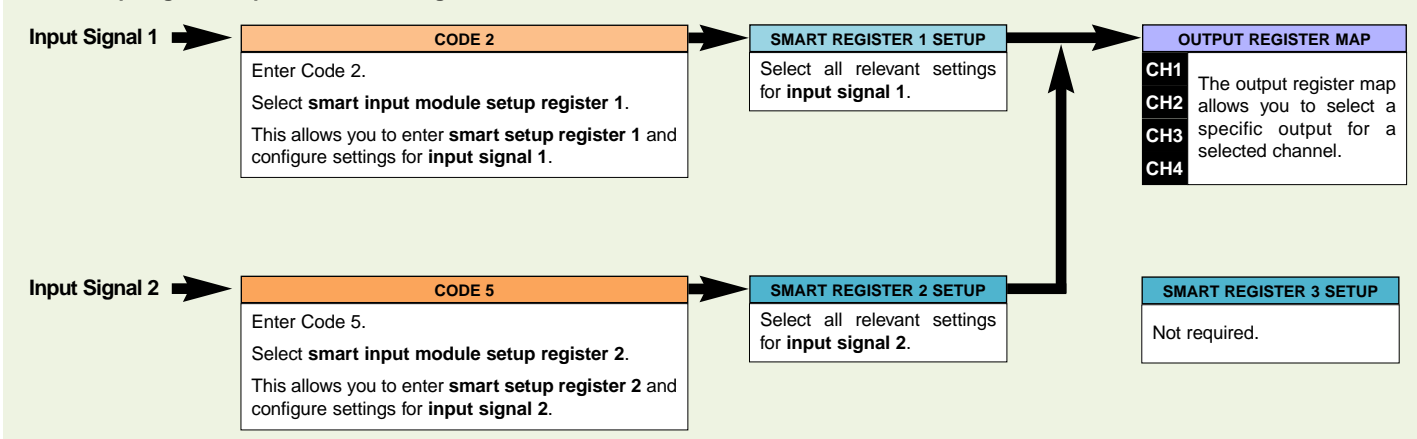 Input Signal 1
CODE 2
Enter Code 2.
Select smart input module setup register 1.
This allows you to enter smart setup register 1 and
configure settings for input signal 1.
SMART REGISTER 1 SETUP
Select all relevant settings
for input signal 1.
OUTPUT REGISTER MAP
CH1
CH2
CH3
CH4
The output register map
allows you to select a
specific output for a
selected channel.
Input Signal 2
CODE 5
Enter Code 5.
Select smart input module setup register 2.
This allows you to enter smart setup register 2 and
configure settings for input signal 2.
SMART REGISTER 2 SETUP
Select all relevant settings
for input signal 2.
SMART REGISTER 3 SETUP
Not required.